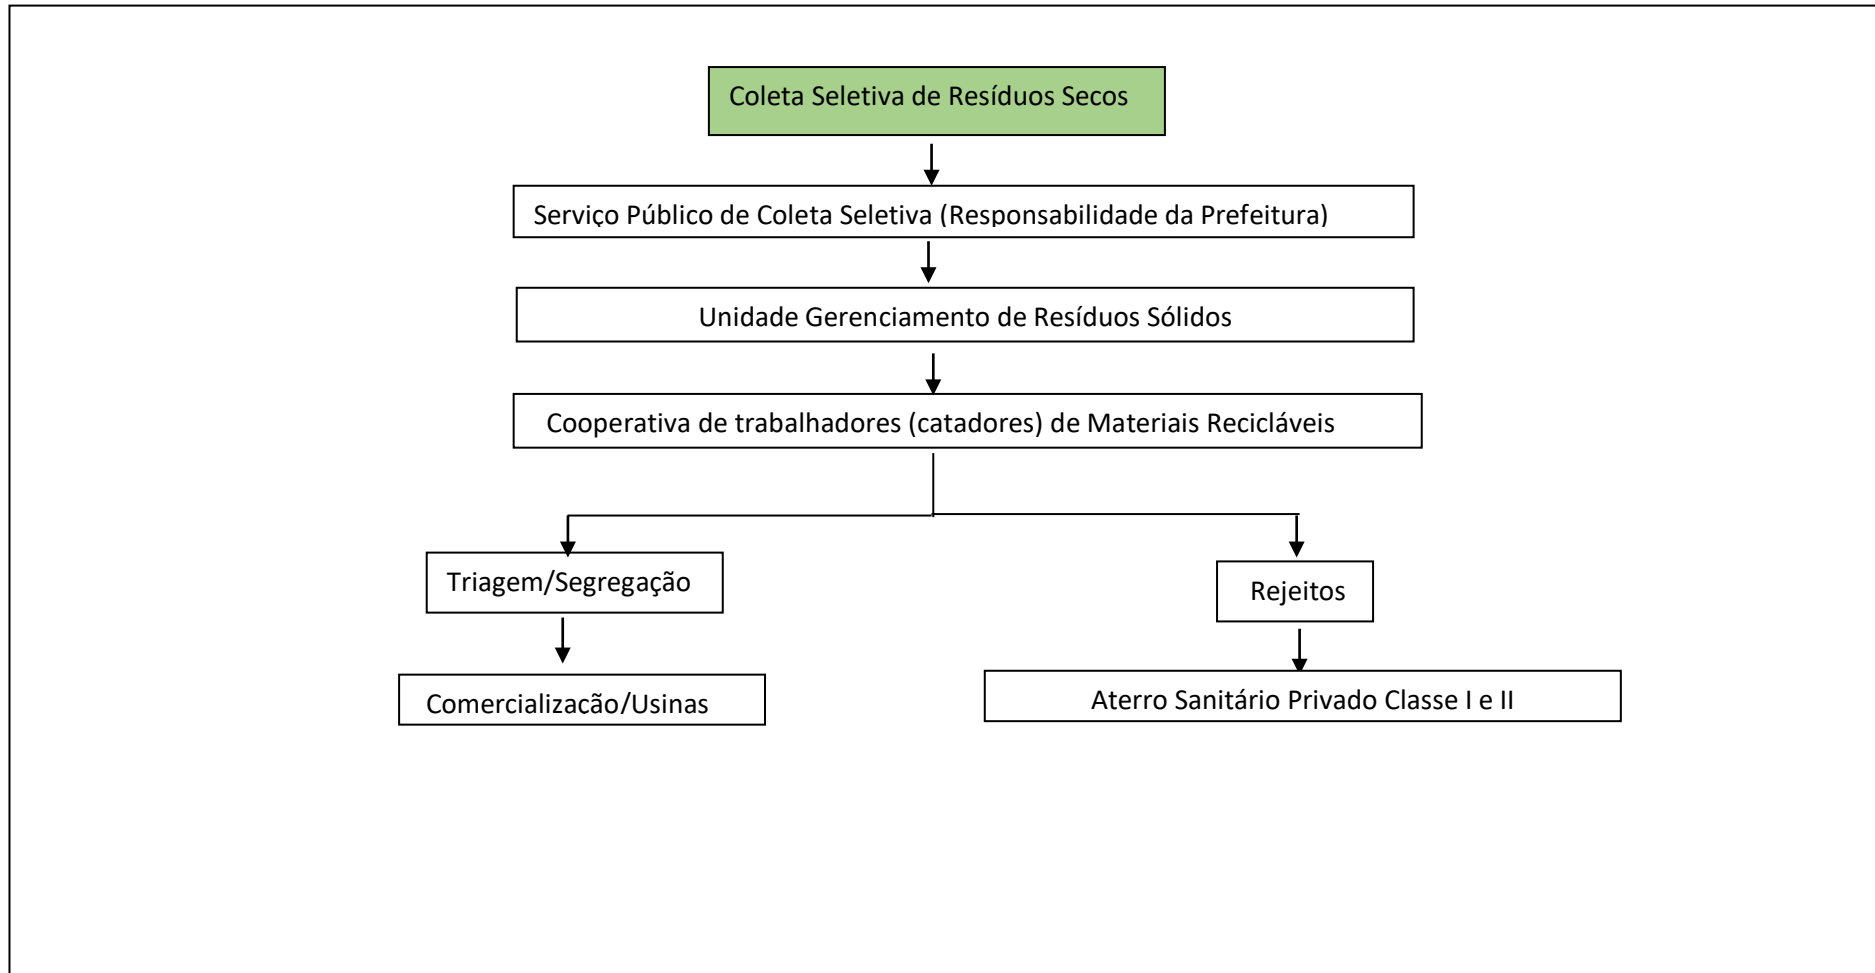 Coleta Seletiva de Resíduos Secos
Serviço Público de Coleta Seletiva (Responsabilidade da Prefeitura)
Unidade Gerenciamento de Resíduos Sólidos
Cooperativa de trabalhadores (catadores) de Materiais Recicláveis
Triagem/Segregação
Rejeitos
Comercialização/Usinas
Aterro Sanitário Privado Classe I e II